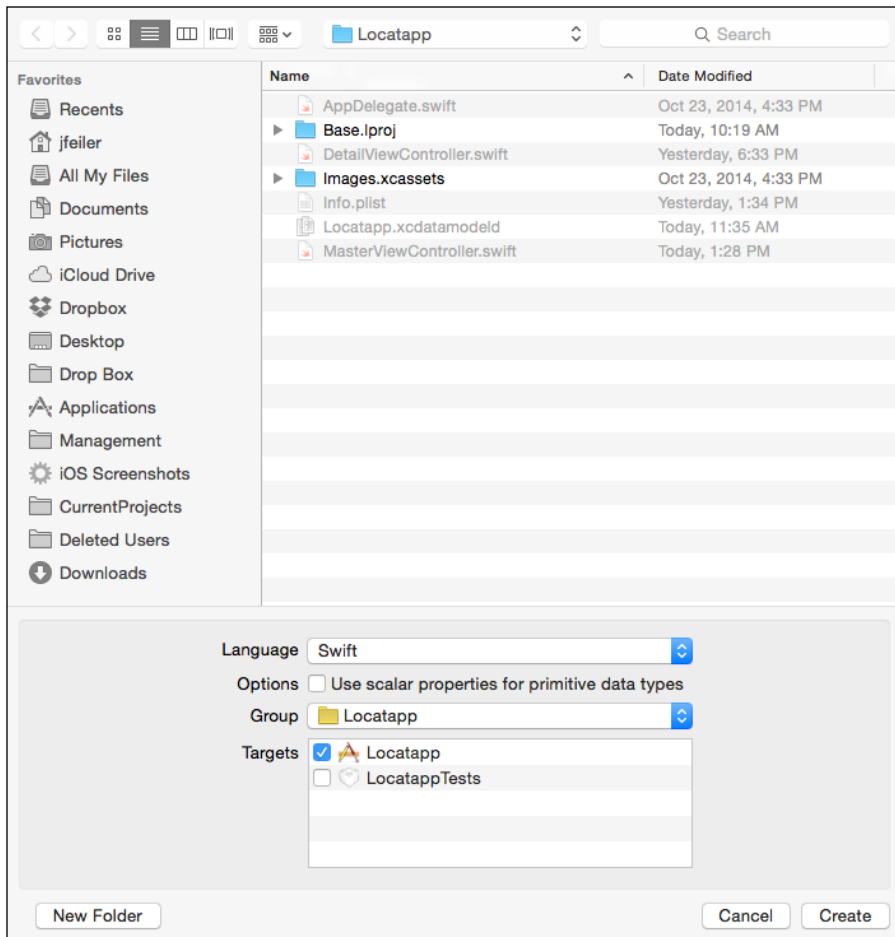 Locatapp
Search
Favorites
Recents
jfeiler
All My Files
Documents
Pictures
iCloud Drive
Dropbox
Desktop
Drop Box
Applications
Management
iOS Screenshots
CurrentProjects
Deleted Users
Downloads
Name Date Modified
AppDelegate.swift Oct 23, 2014, 4:33 PM
Base.lproj Today, 10:19 AM
DetailViewController.swift Yesterday, 6:33 PM
Images.xcassets Oct 23, 2014, 4:33 PM
Info.plist Yesterday, 1:34 PM
Locatapp.xcdatamodeld Today, 11:35 AM
MasterViewController.swift Today, 1:28 PM
Language Swift
Options Use scalar properties for primitive data types
Group Locatapp
Targets Locatapp
LocatappTests
New Folder Cancel Create